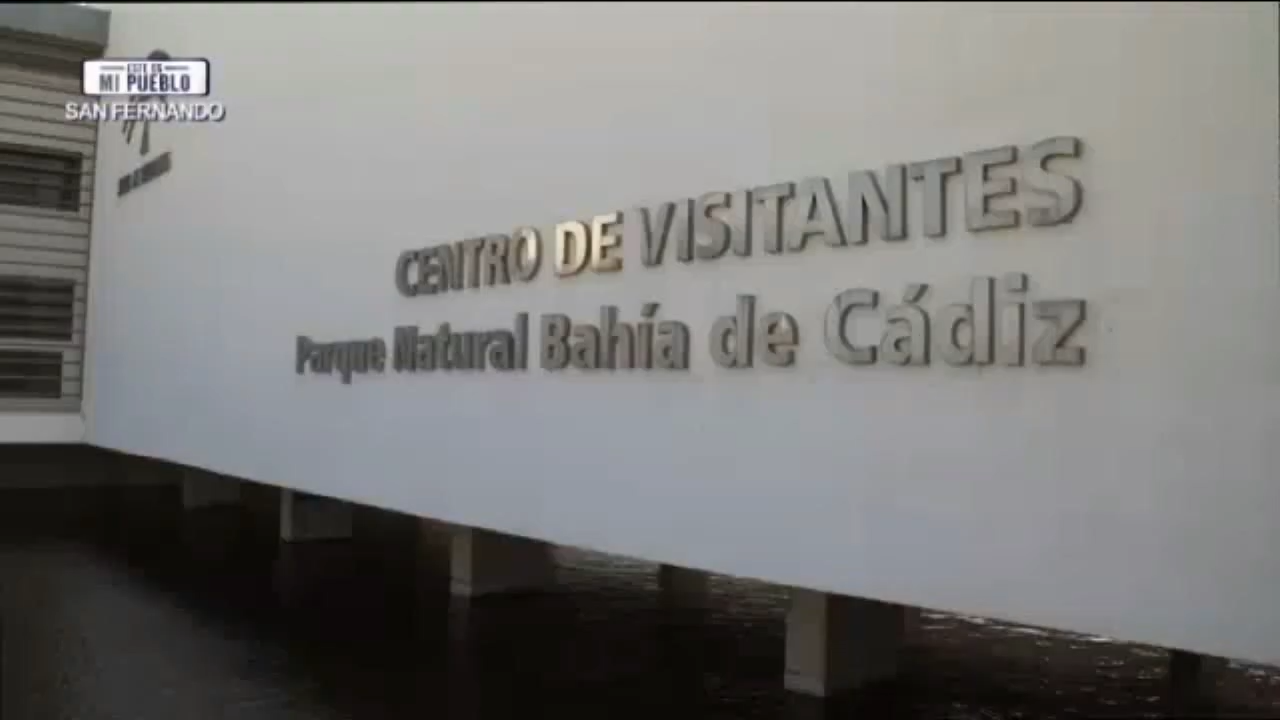 ESTE ES
MI PUEBLO
SAN FERNANDO
CENTRO DE VISITANTES
Parque Natural Bahía de Cádiz